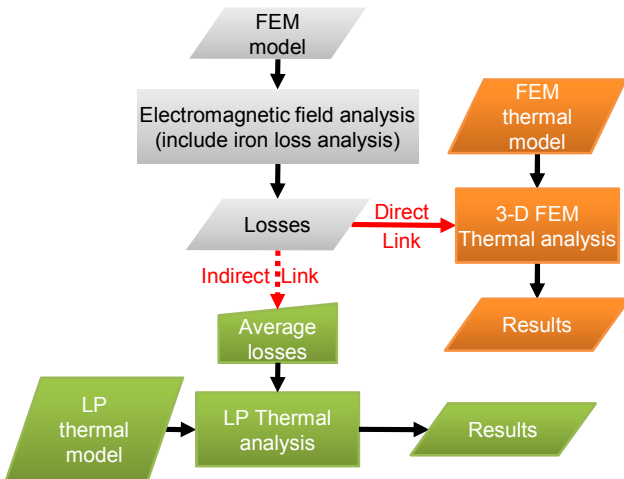 FEM
model
Electromagnetic field analysis
(include iron loss analysis)
Losses
Direct
Link
FEM
thermal
model
3-D FEM
Thermal analysis
Results
Indirect Link
Average
losses
LP
thermal
model
LP Thermal
analysis
Results